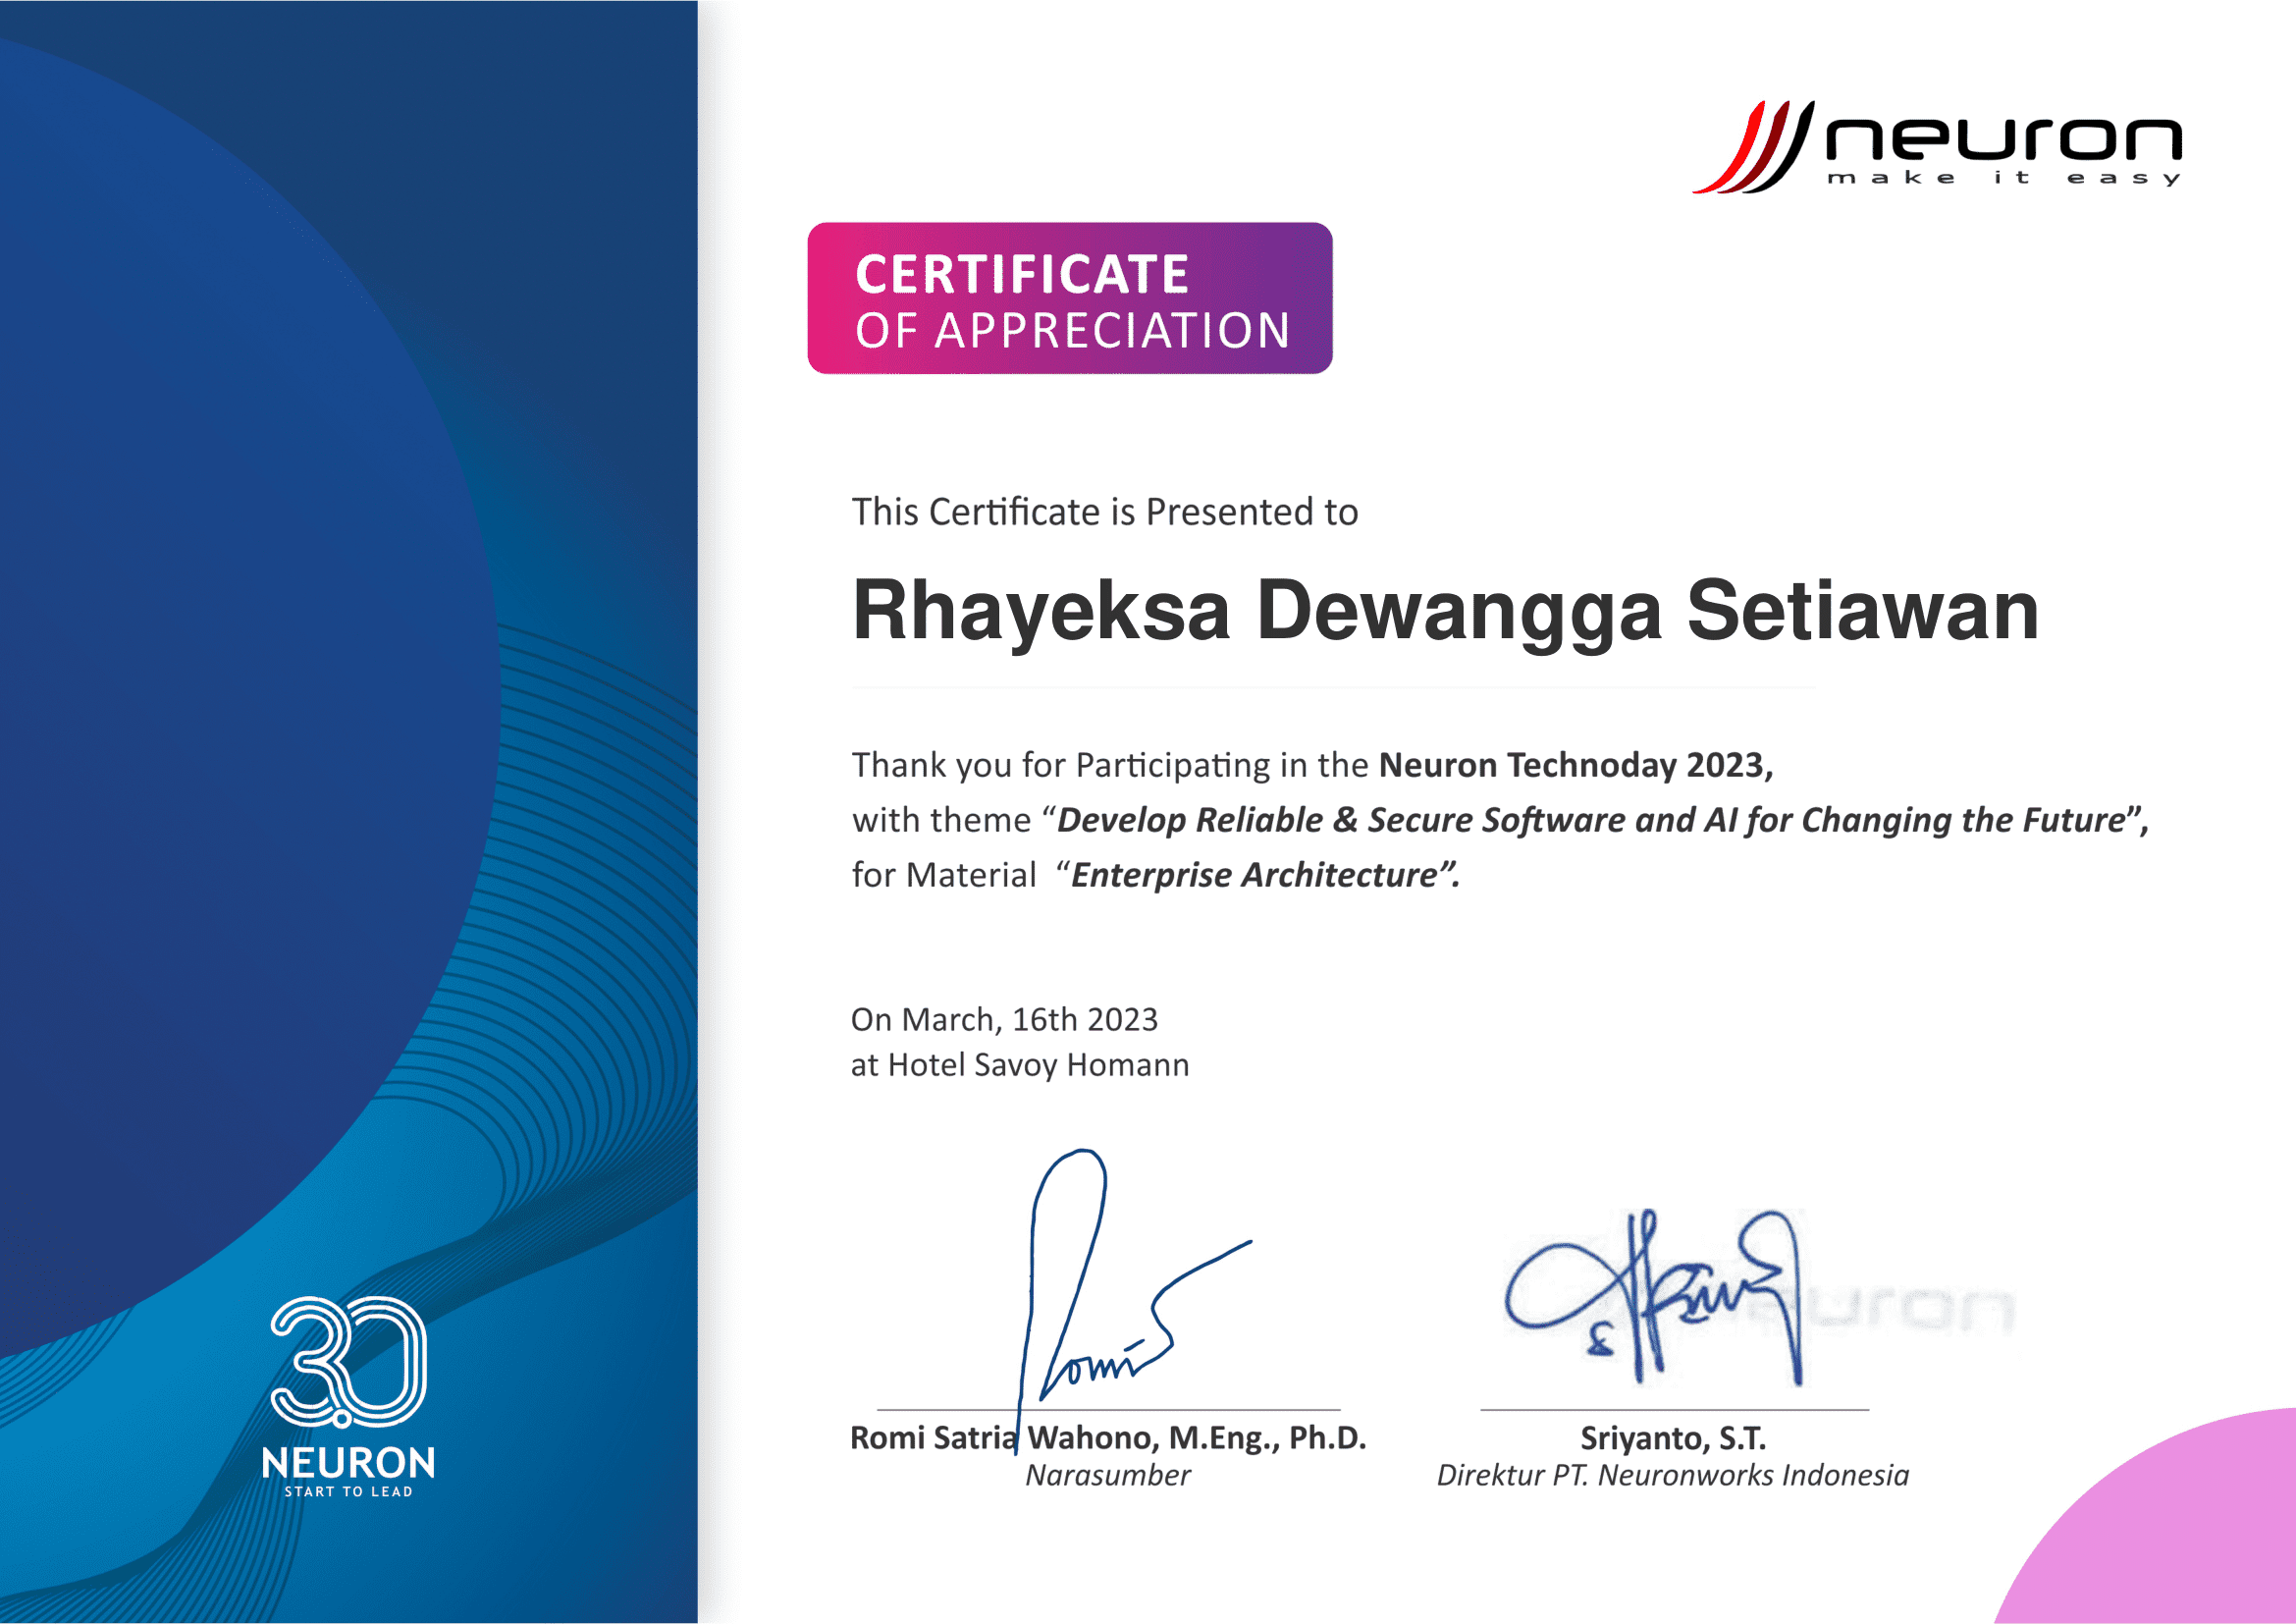 neuron
make it easy
CERTIFICATE
OF APPRECIATION
This Certificate is Presented to
Rhayeksa Dewangga Setiawan
Thank you for Participating in the Neuron Technoday 2023,
with theme “Develop Reliable & Secure Software and AI for Changing the Future”,
for Material “Enterprise Architecture”.
On March, 16th 2023
at Hotel Savoy Homann
Romi
neuron
Romi Satria Wahono, M.Eng., Ph.D.
Narasumber
Sriyanto, S.T.
Direktur PT. Neuronworks Indonesia
3.0
NEURON
START TO LEAD